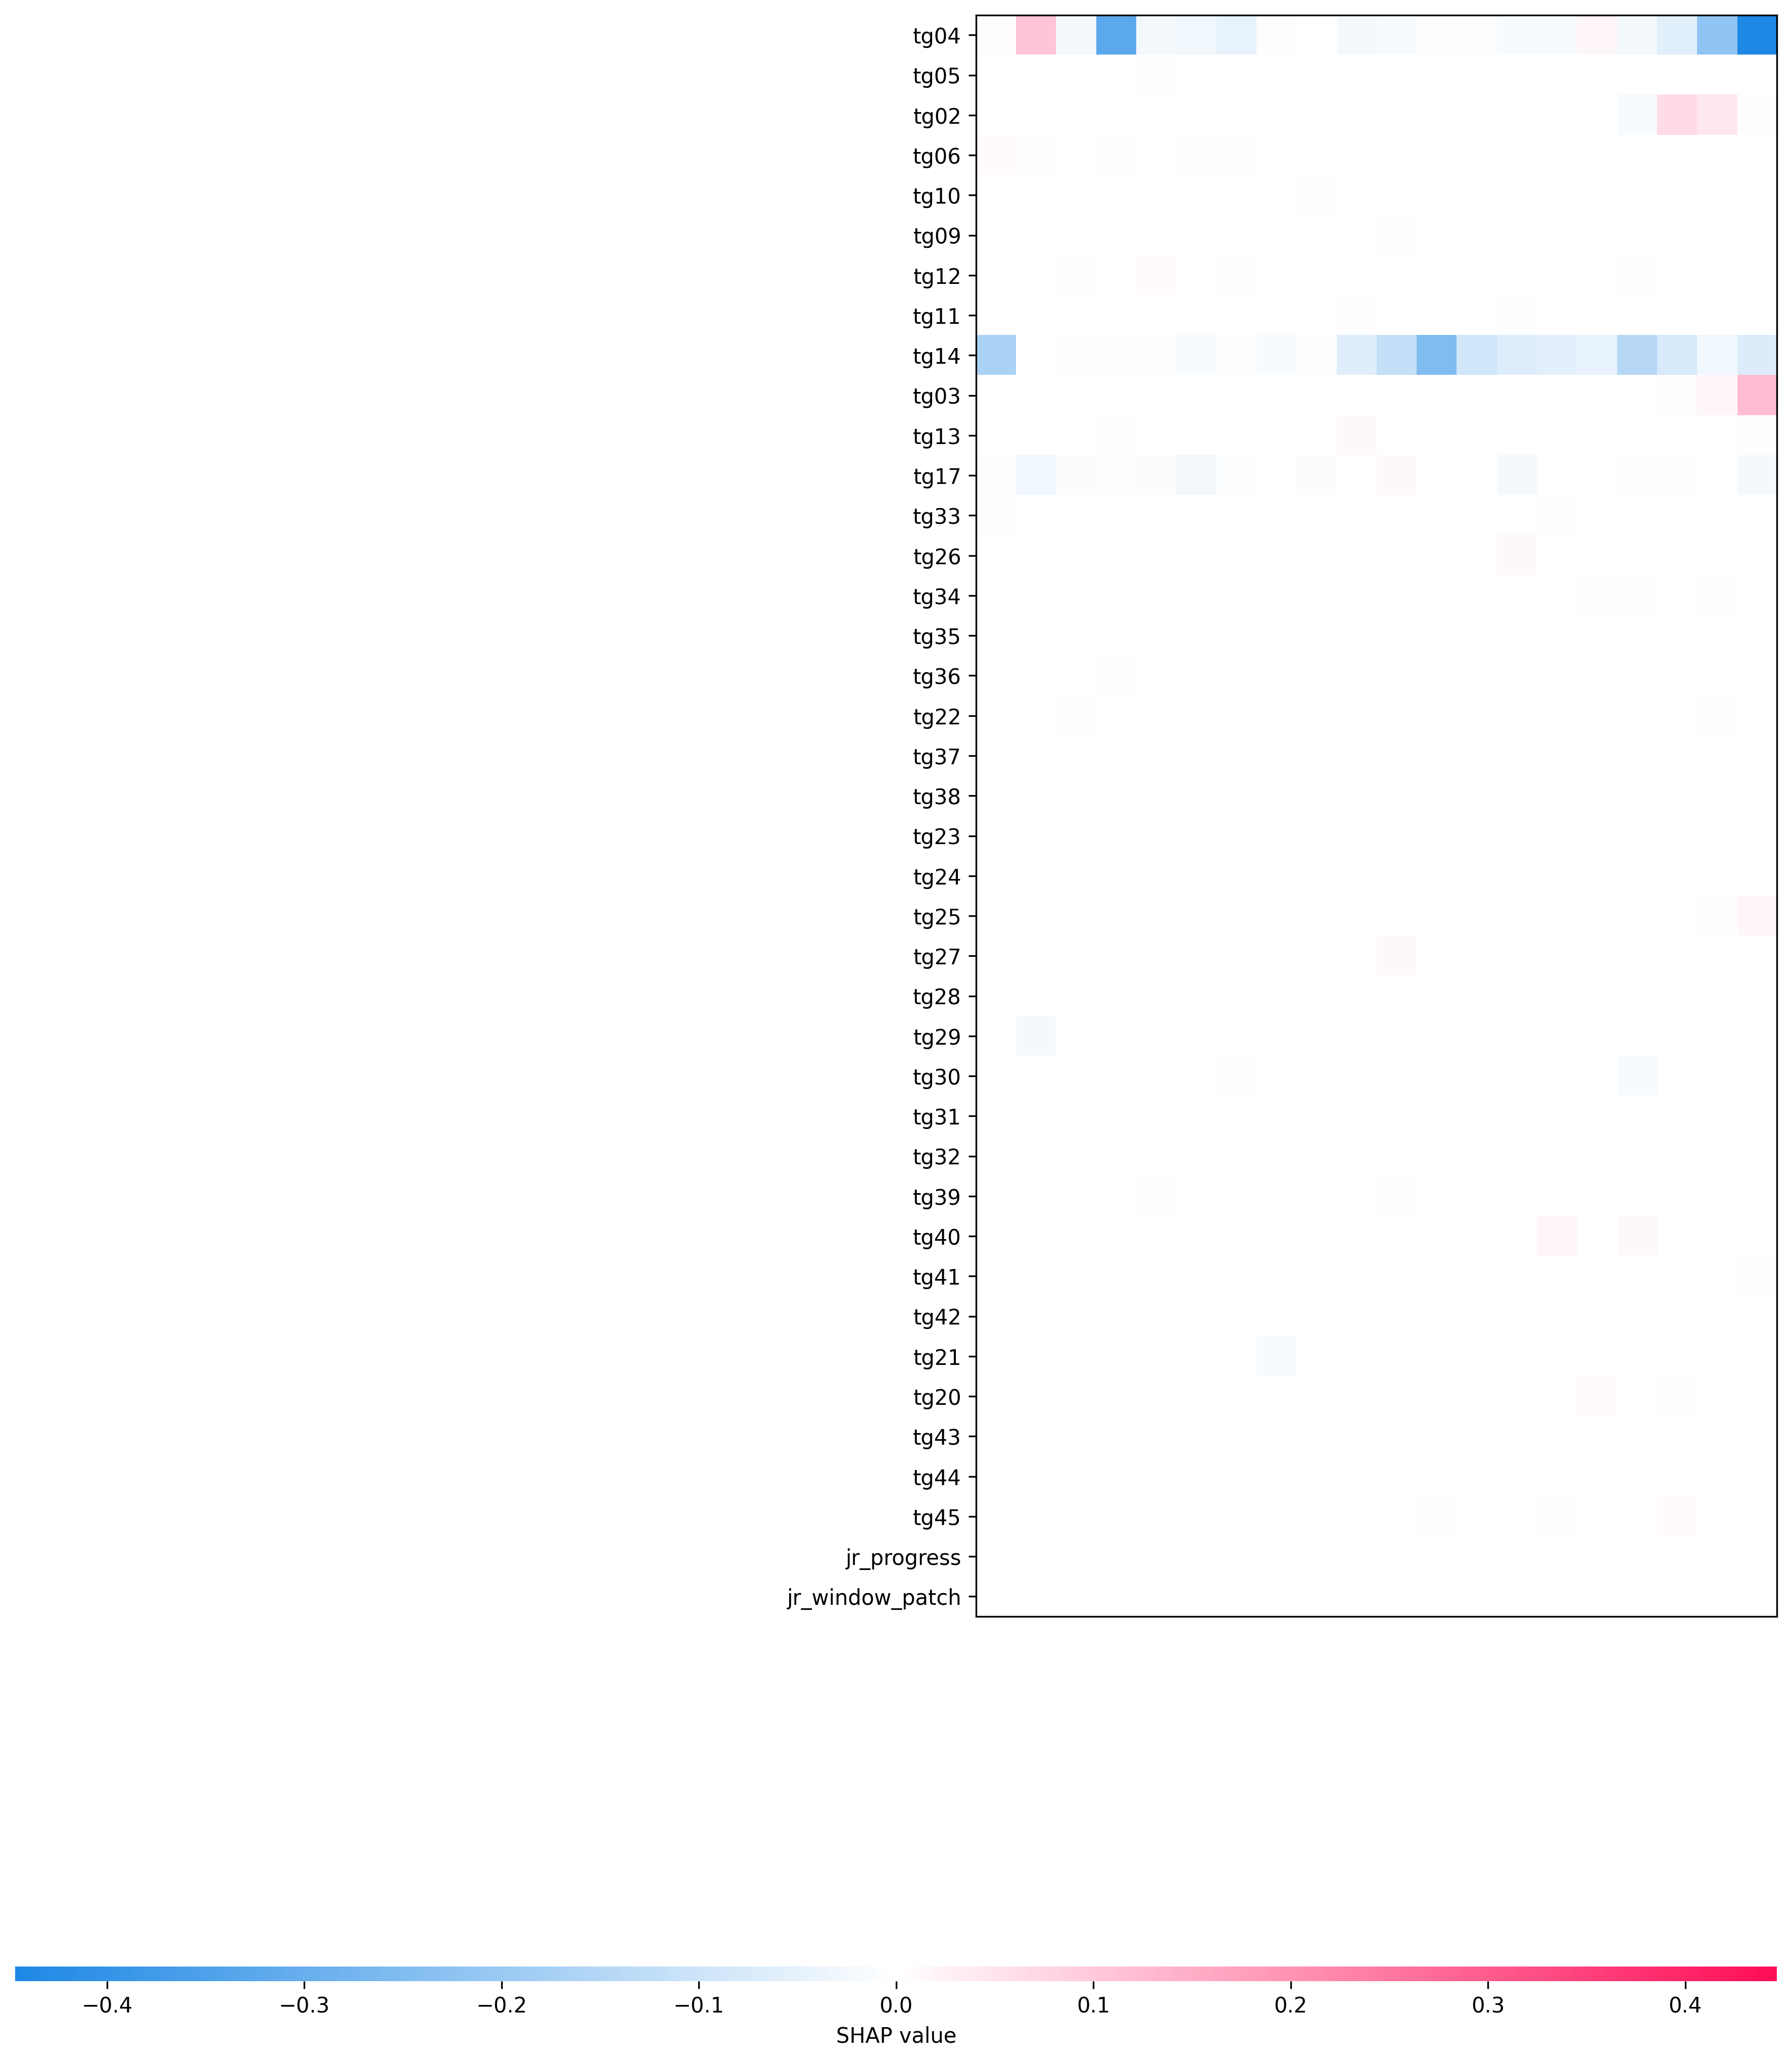 tg04
tg05
tg02
tg06
tg10
tg09
tg12
tg11
tg14
tg03
tg13
tg17
tg33
tg26
tg34
tg35
tg36
tg22
tg37
tg38
tg23
tg24
tg25
tg27
tg28
tg29
tg30
tg31
tg32
tg39
tg40
tg41
tg42
tg21
tg20
tg43
tg44
tg45
jr_progress
jr_window_patch
−0.4 −0.3 −0.2 −0.1 0.0 0.1 0.2 0.3 0.4
SHAP value